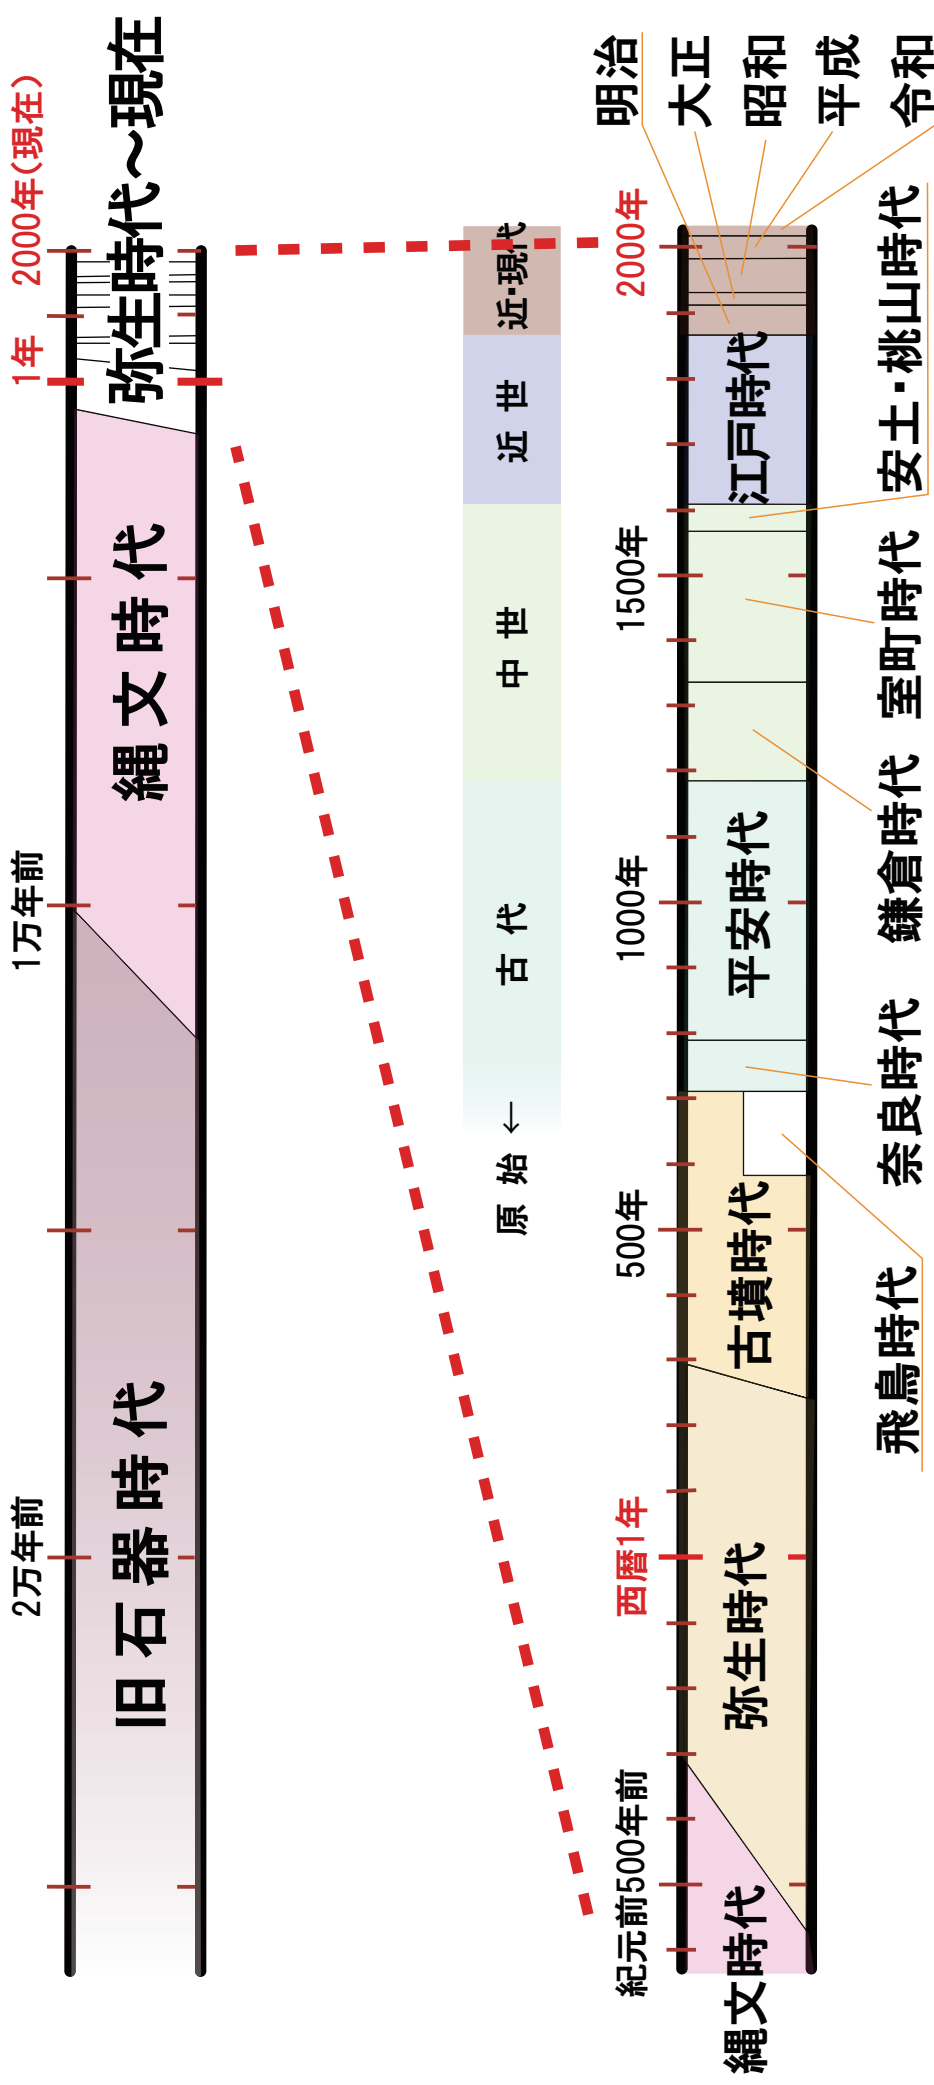 2万年前
1万年前
1年
2000年(現在)
旧石器時代
縄文時代
弥生時代～現在
原始 ←
古代
中世
近世
近・現代
紀元前500年前
西暦1年
500年
1000年
1500年
2000年
縄文時代
弥生時代
古墳時代
平安時代
江戸時代
明治
大正
昭和
平成
令和
飛鳥時代
奈良時代
鎌倉時代
室町時代
安土・桃山時代